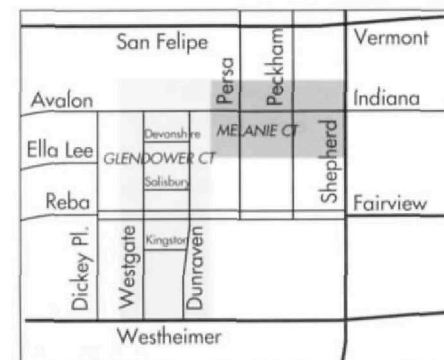 San Felipe
Vermont
Persa
Peckham
Avalon
Indiana
Devonshire
MELANIE CT
Ella Lee
GLENDOWER CT
Shepherd
Salisbury
Reba
Fairview
Dickey Pl.
Westgate
Kingston
Dunraven
Westheimer